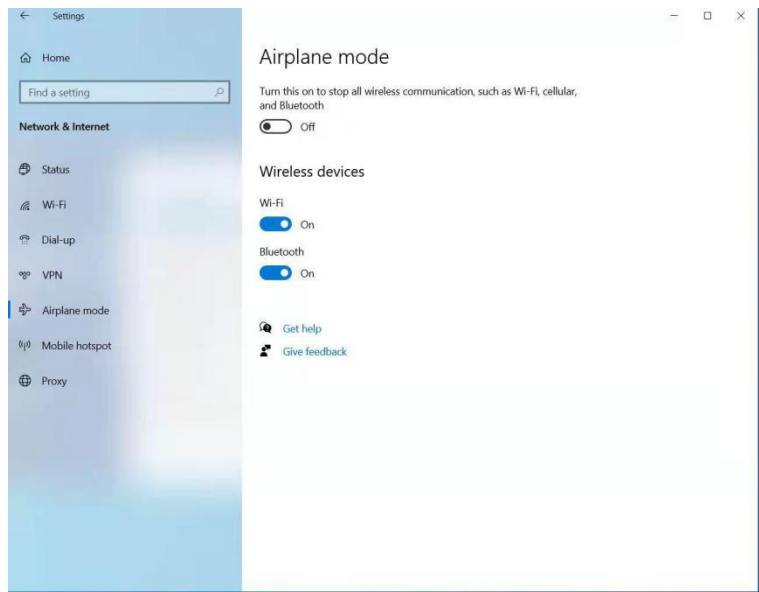 Settings
Home
Find a setting
Network & Internet
Status
Wi-Fi
Dial-up
VPN
Airplane mode
Mobile hotspot
Proxy
Airplane mode
Turn this on to stop all wireless communication, such as Wi-Fi, cellular,
and Bluetooth
Off
Wireless devices
Wi-Fi
On
Bluetooth
On
Get help
Give feedback